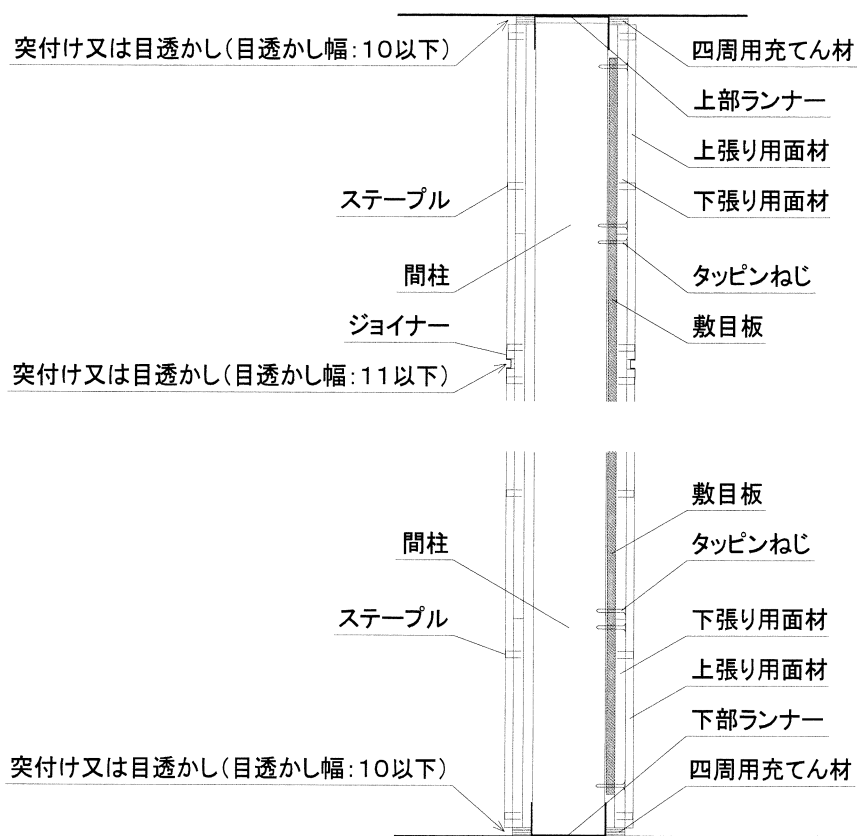 突付け又は目透かし(目透かし幅:10以下)
四周用充てん材
上部ランナー
上張り用面材
ステープル
下張り用面材
間柱
タッピンねじ
ジョイナー
敷目板
突付け又は目透かし(目透かし幅:11以下)
敷目板
間柱
タッピンねじ
ステープル
下張り用面材
上張り用面材
下部ランナー
突付け又は目透かし(目透かし幅:10以下)
四周用充てん材